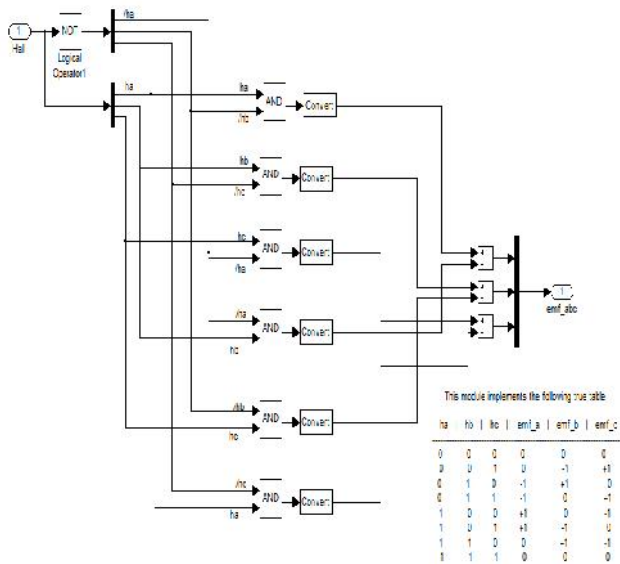 1
Hall
NOT
Logical
Operator1
/ha
ha
ha
/hb
AND
Convert
hb
/hc
AND
Convert
hc
/ha
AND
Convert
/ha
hb
AND
Convert
/hb
hc
AND
Convert
/hc
ha
AND
Convert
1
emf_abc
This module implements the following true table
ha | hb | hc | emf_a | emf_b | emf_c
0 0 0 0 0 0
0 0 1 0 -1 +1
0 1 0 -1 +1 0
0 1 1 -1 0 +1
1 0 0 +1 0 -1
1 0 1 +1 -1 0
1 1 0 0 -1 -1
1 1 1 0 0 0